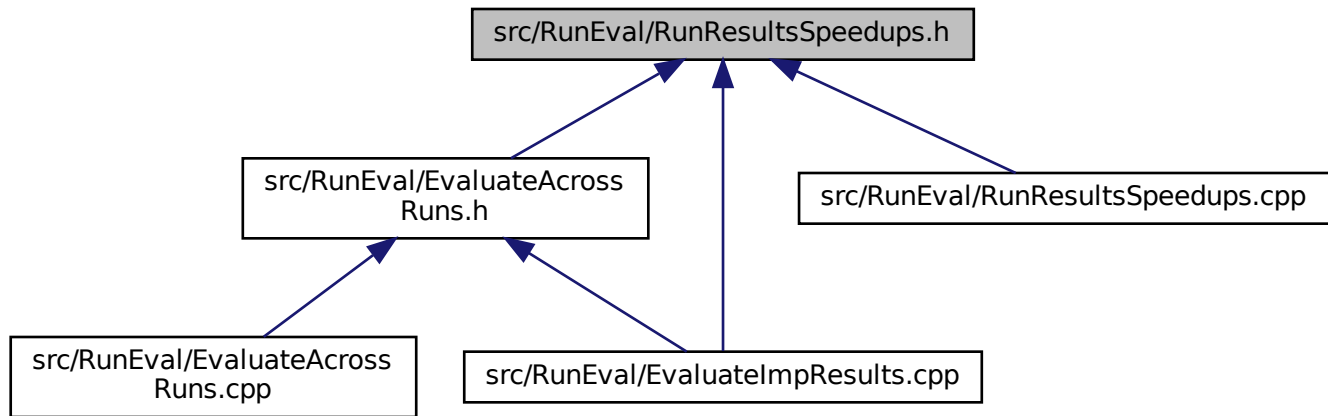 src/RunEval/RunResultsSpeedups.h
src/RunEval/EvaluateAcross
Runs.h
src/RunEval/RunResultsSpeedups.cpp
src/RunEval/EvaluateAcross
Runs.cpp
src/RunEval/EvaluateImpResults.cpp